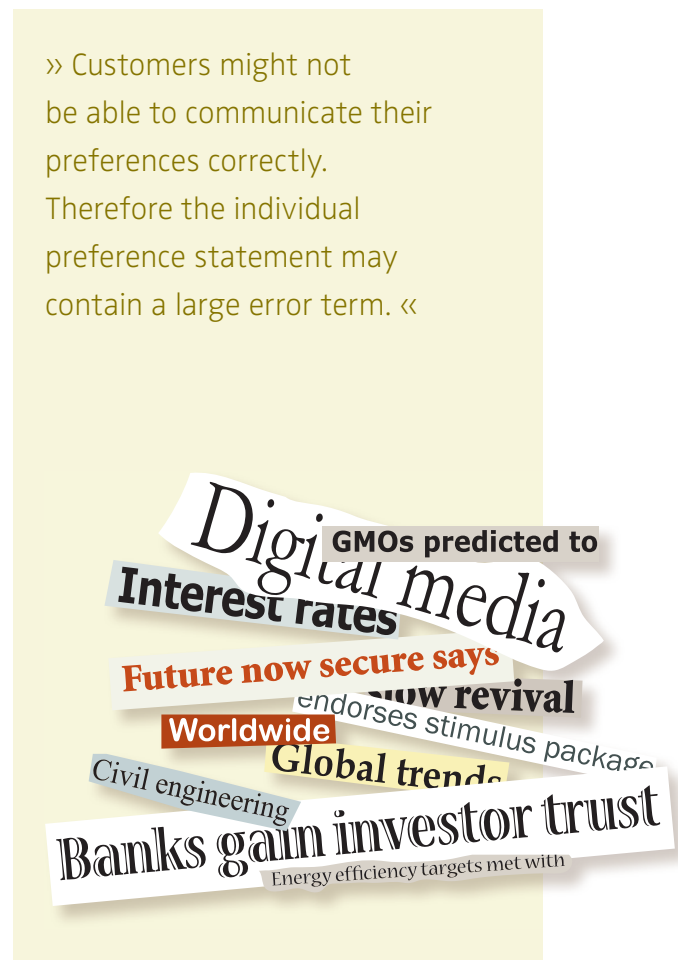 ›› Customers might not
be able to communicate their
preferences correctly.
Therefore the individual
preference statement may
contain a large error term. ‹‹
Digital media
GMOs predicted to
Interest rates
Future now secure says
revival
endorses stimulus package
Worldwide
Global trends
Civil engineering
Banks gain investor trust
Energy efficiency targets met with